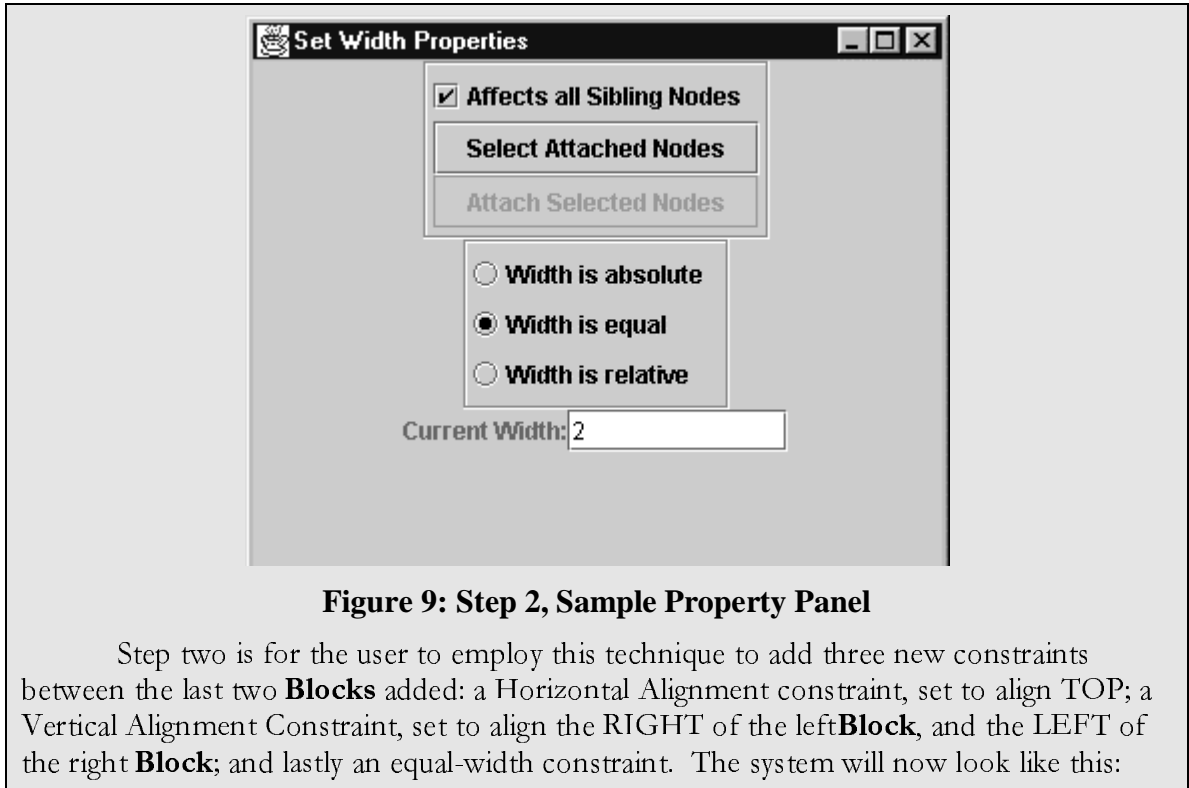 Set Width Properties
Affects all Sibling Nodes
Select Attached Nodes
Attach Selected Nodes
Width is absolute
Width is equal
Width is relative
Current Width: 2
Figure 9: Step 2, Sample Property Panel
Step two is for the user to employ this technique to add three new constraints
between the last two Blocks added: a Horizontal Alignment constraint, set to align TOP; a
Vertical Alignment Constraint, set to align the RIGHT of the leftBlock, and the LEFT of
the right Block; and lastly an equal-width constraint. The system will now look like this: